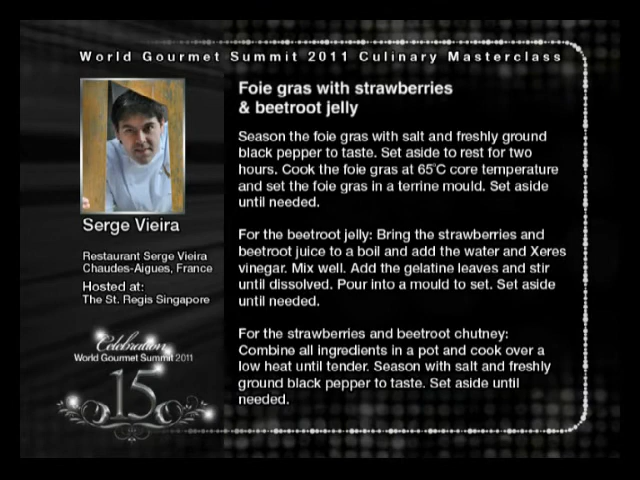 World Gourmet Summit 2011 Culinary Masterclass
Foie gras with strawberries
& beetroot jelly
Season the foie gras with salt and freshly ground
black pepper to taste. Set aside to rest for two
hours. Cook the foie gras at 65°C core temperature
and set the foie gras in a terrine mould. Set aside
until needed.
For the beetroot jelly: Bring the strawberries and
beetroot juice to a boil and add the water and Xeres
vinegar. Mix well. Add the gelatine leaves and stir
until dissolved. Pour into a mould to set. Set aside
until needed.
For the strawberries and beetroot chutney:
Combine all ingredients in a pot and cook over a
low heat until tender. Season with salt and freshly
ground black pepper to taste. Set aside until
needed.
Serge Vieira
Restaurant Serge Vieira
Chaudes-Aigues, France
Hosted at:
The St. Regis Singapore
Celebration
World Gourmet Summit 2011
15